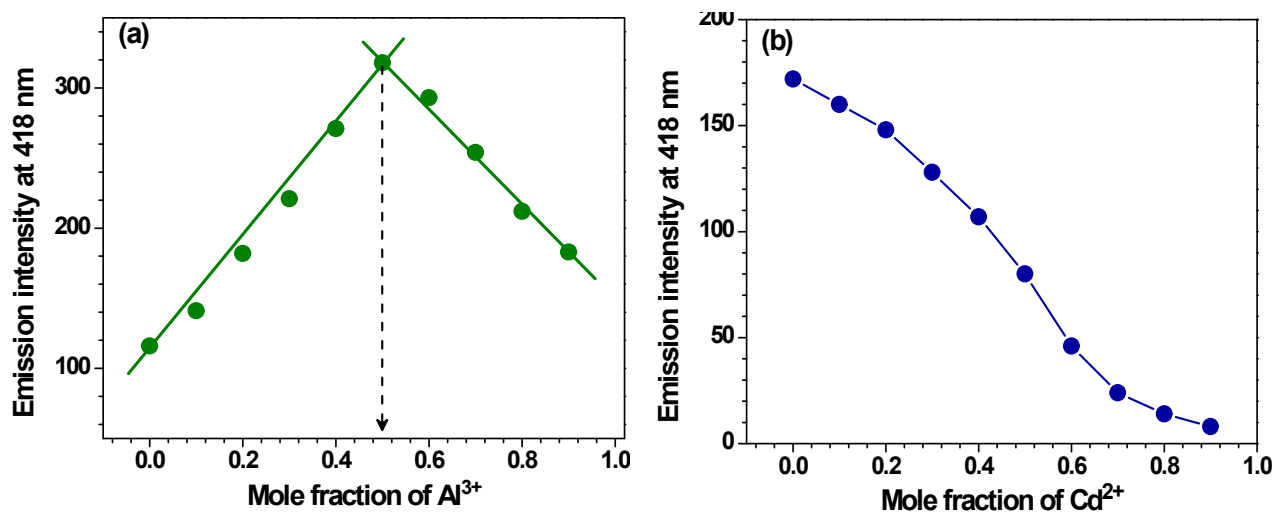 (a)
Emission intensity at 418 nm
300
200
100
0.0 0.2 0.4 0.6 0.8 1.0
Mole fraction of Al³⁺
(b)
Emission intensity at 418 nm
200
150
100
50
0
0.0 0.2 0.4 0.6 0.8 1.0
Mole fraction of Cd²⁺